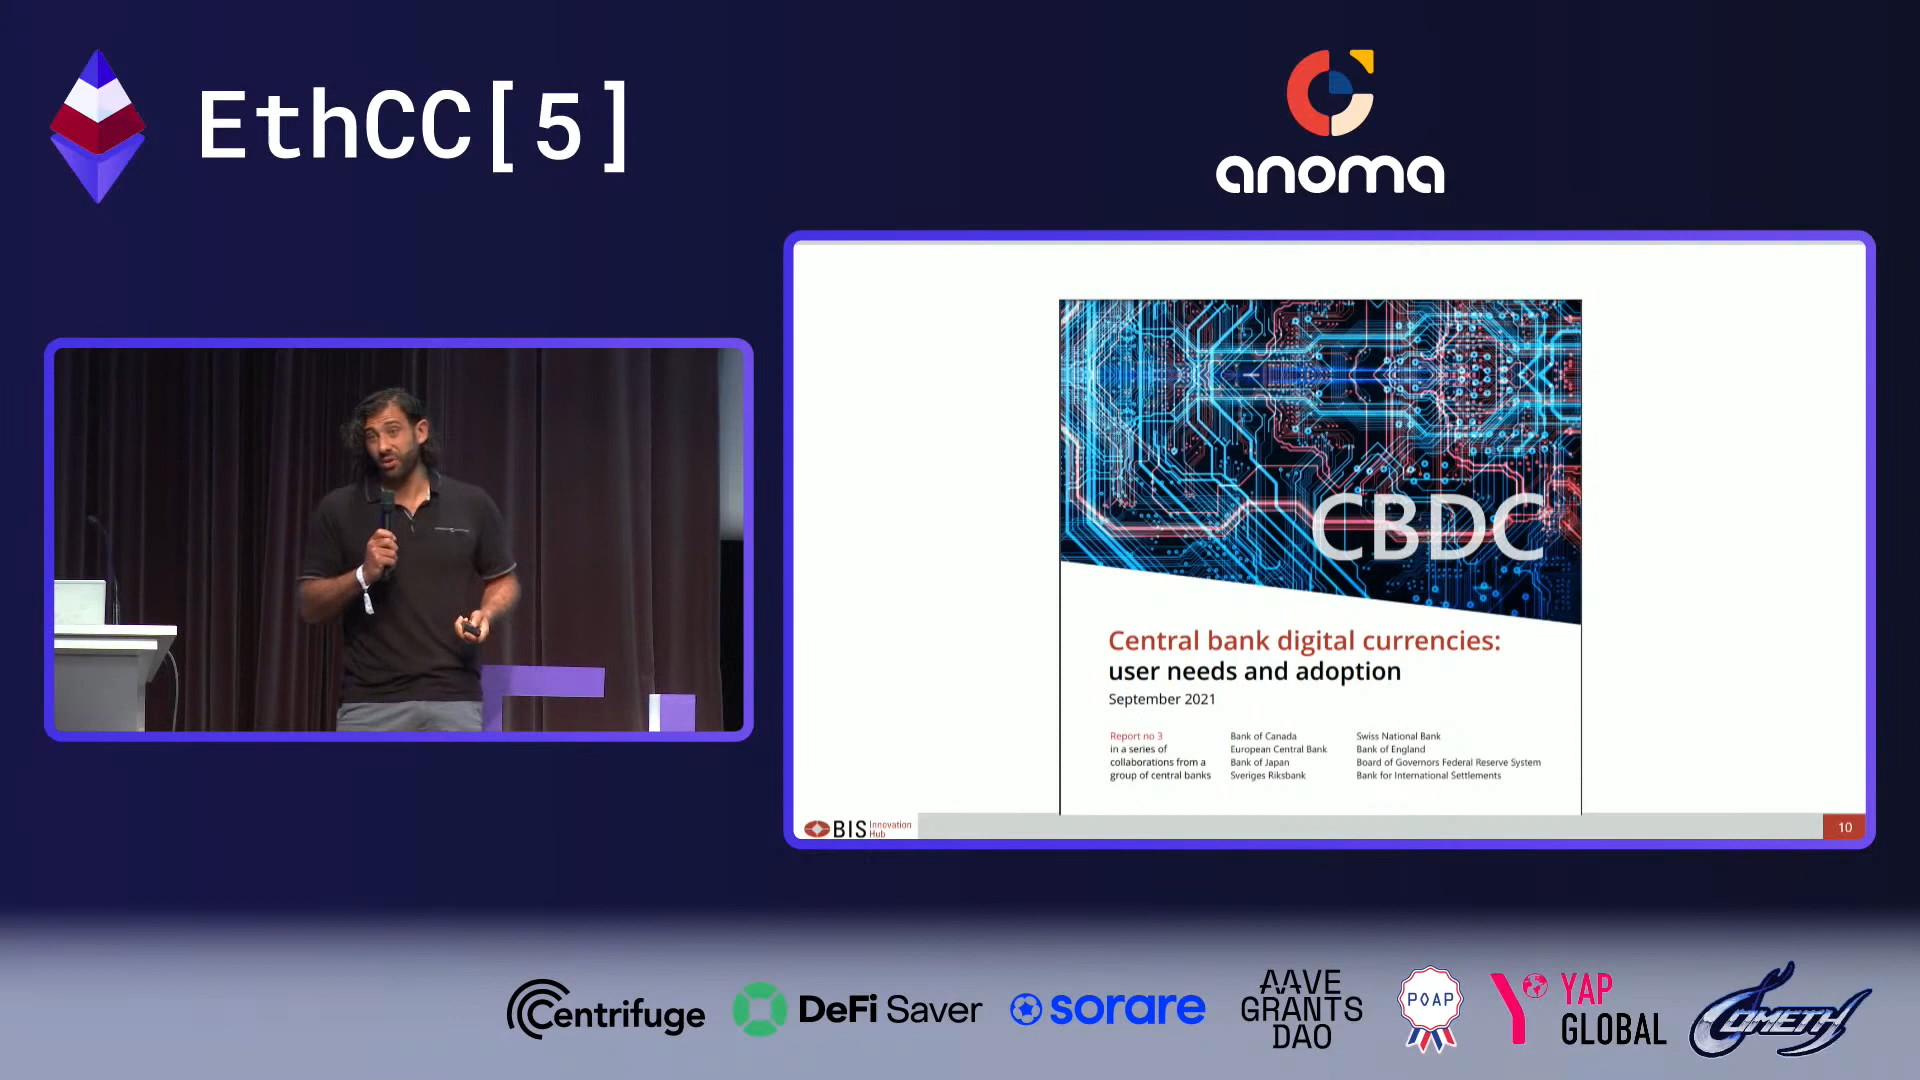 EthCC[5]
anoma
CBDC
Central bank digital currencies:
user needs and adoption
September 2021
Report no 3
in a series of
collaborations from a
group of central banks
Bank of Canada
European Central Bank
Bank of Japan
Sveriges Riksbank
Swiss National Bank
Bank of England
Board of Governors Federal Reserve System
Bank for International Settlements
BIS Innovation
Hub
10
Centrifuge
DeFi Saver
sorare
AAVE
GRANTS
DAO
POAP
YAP
GLOBAL
COMETH